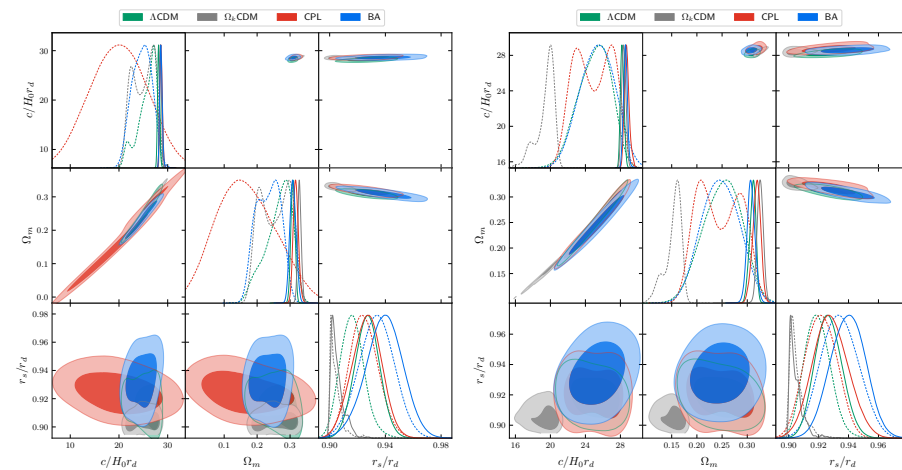 ΛCDM Ω_kCDM CPL BA
c/H_0r_d
30
20
10
Ω_m
0.3
0.2
0.1
0.0
r_s/r_d
0.98
0.96
0.94
0.92
0.90
10 20 30
c/H_0r_d
0.1 0.2 0.3
Ω_m
0.90 0.94 0.98
r_s/r_d
ΛCDM Ω_kCDM CPL BA
c/H_0r_d
28
24
20
16
Ω_m
0.30
0.25
0.20
0.15
r_s/r_d
0.96
0.94
0.92
0.90
16 20 24 28
c/H_0r_d
0.15 0.25 0.30
Ω_m
0.90 0.92 0.94 0.96
r_s/r_d